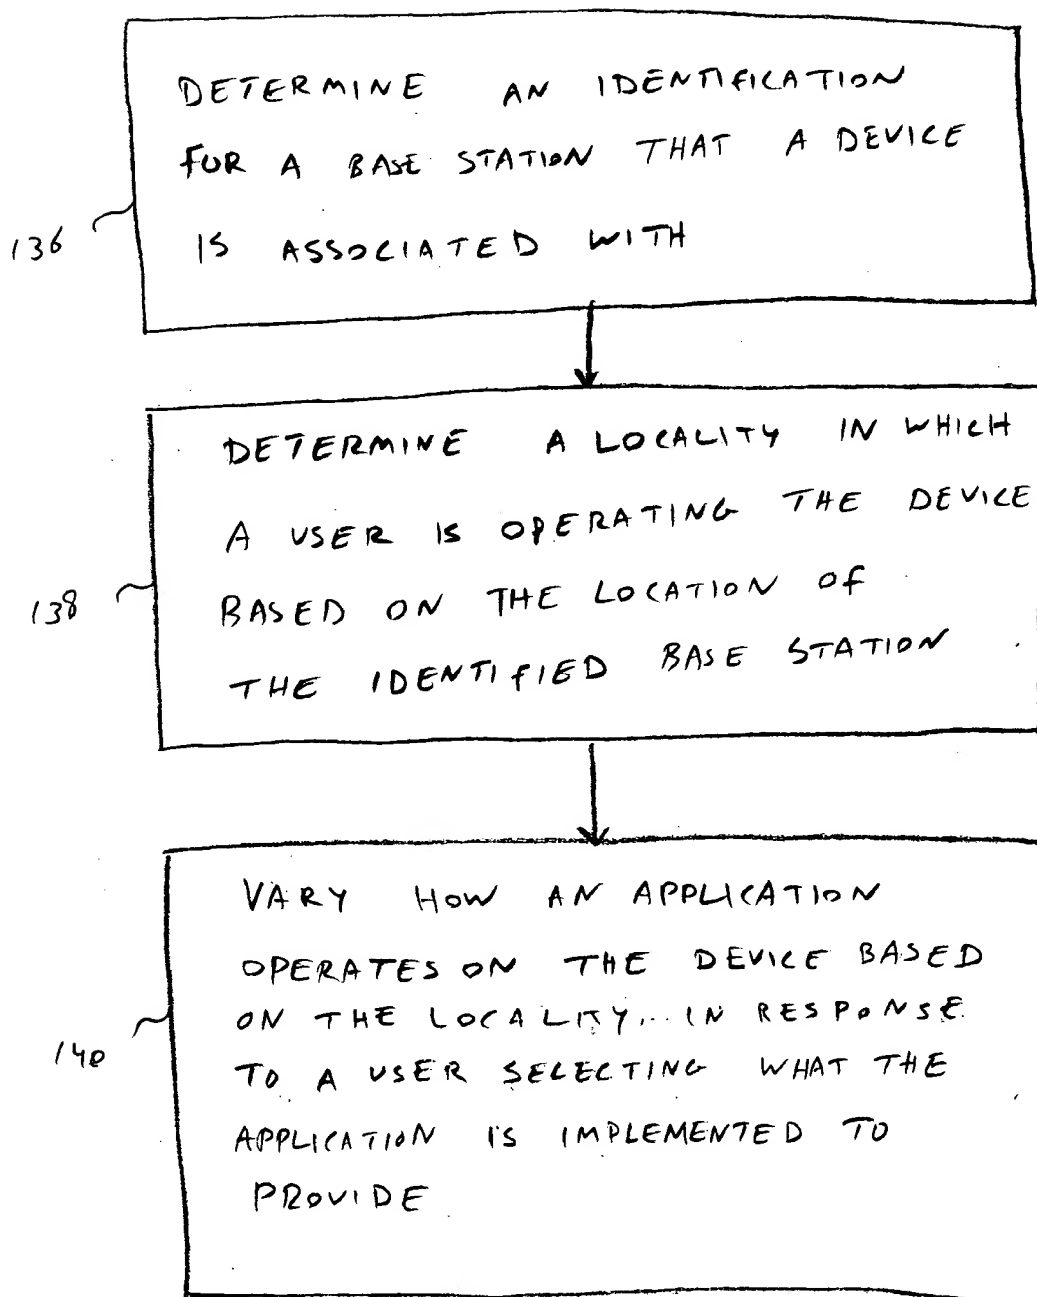 DETERMINE AN IDENTIFICATION
FOR A BASE STATION THAT A DEVICE
IS ASSOCIATED WITH
136
DETERMINE A LOCALITY IN WHICH
A USER IS OPERATING THE DEVICE
BASED ON THE LOCATION OF
THE IDENTIFIED BASE STATION
138
VARY HOW AN APPLICATION
OPERATES ON THE DEVICE BASED
ON THE LOCALITY, IN RESPONSE
TO A USER SELECTING WHAT THE
APPLICATION IS IMPLEMENTED TO
PROVIDE
140